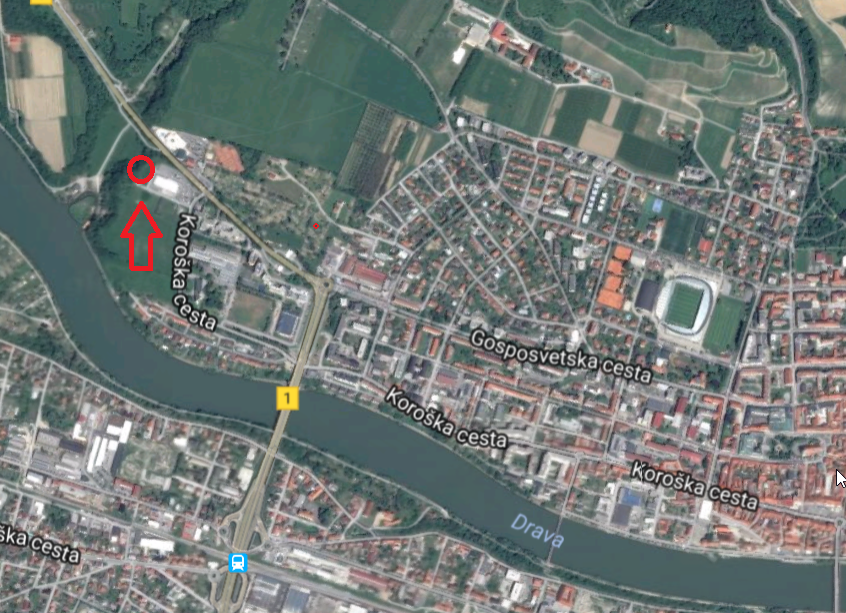 Koroška cesta
Gosposvetska cesta
1
Koroška cesta
Koroška cesta
Drava
ška cesta